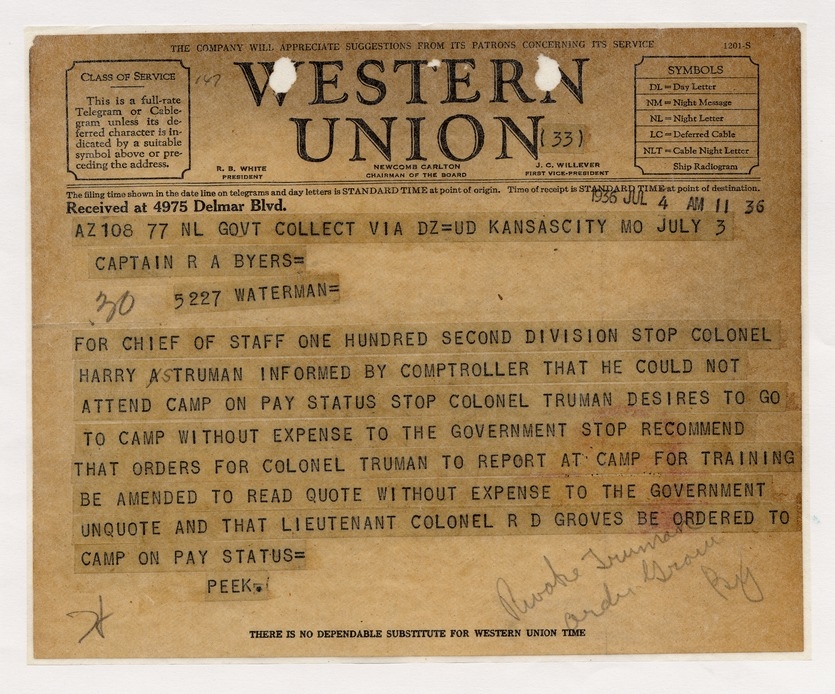 THE COMPANY WILL APPRECIATE SUGGESTIONS FROM ITS PATRONS CONCERNING ITS SERVICE
1201-S
CLASS OF SERVICE
This is a full-rate
Telegram or Cable-
gram unless its de-
ferred character is in-
dicated by a suitable
symbol above or pre-
ceding the address.
WESTERN
UNION
(33)
R. B. WHITE
PRESIDENT
NEWCOMB CARLTON
CHAIRMAN OF THE BOARD
J. C. WILLEVER
FIRST VICE-PRESIDENT
SYMBOLS
DL = Day Letter
NM = Night Message
NL = Night Letter
LC = Deferred Cable
NLT = Cable Night Letter
Ship Radiogram
The filing time shown in the date line on telegrams and day letters is STANDARD TIME at point of origin. Time of receipt is STANDARD TIME at point of destination.
Received at 4975 Delmar Blvd.
1936 JUL 4 AM 11 36
AZ108 77 NL GOVT COLLECT VIA DZ=UD KANSASCITY MO JULY 3
CAPTAIN R A BYERS=
30 5227 WATERMAN=
FOR CHIEF OF STAFF ONE HUNDRED SECOND DIVISION STOP COLONEL
HARRY S TRUMAN INFORMED BY COMPTROLLER THAT HE COULD NOT
ATTEND CAMP ON PAY STATUS STOP COLONEL TRUMAN DESIRES TO GO
TO CAMP WITHOUT EXPENSE TO THE GOVERNMENT STOP RECOMMEND
THAT ORDERS FOR COLONEL TRUMAN TO REPORT AT CAMP FOR TRAINING
BE AMENDED TO READ QUOTE WITHOUT EXPENSE TO THE GOVERNMENT
UNQUOTE AND THAT LIEUTENANT COLONEL R D GROVES BE ORDERED TO
CAMP ON PAY STATUS=
PEEK.
Revoke Truman
order
THERE IS NO DEPENDABLE SUBSTITUTE FOR WESTERN UNION TIME